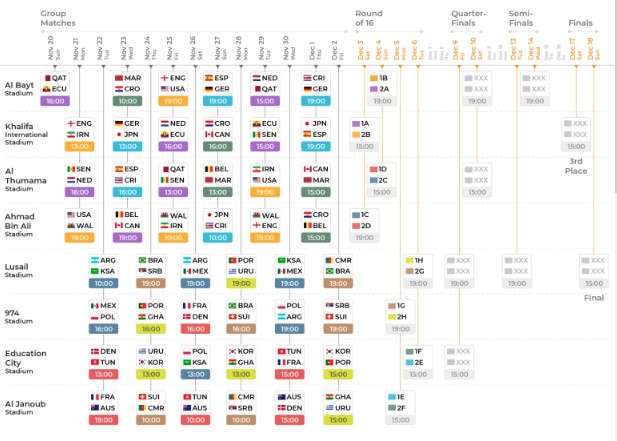 Group Matches
Round of 16
Quarter-Finals
Semi-Finals
Finals
Nov 20 Sun
Nov 21 Mon
Nov 22 Tue
Nov 23 Wed
Nov 24 Thu
Nov 25 Fri
Nov 26 Sat
Nov 27 Sun
Nov 28 Mon
Nov 29 Tue
Nov 30 Wed
Dec 1 Thu
Dec 2 Fri
Dec 3 Sat
Dec 4 Sun
Dec 5 Mon
Dec 6 Tue
Dec 9 Fri
Dec 10 Sat
Dec 13 Tue
Dec 14 Wed
Dec 17 Sat
Dec 18 Sun
Al Bayt
Stadium
QAT ECU 16:00
MAR CRO 10:00
ENG USA 19:00
ESP GER 19:00
NED QAT 15:00
CRI GER 19:00
1B 2A 19:00
XXX XXX 19:00
XXX XXX 19:00
Khalifa
International
Stadium
ENG IRN 13:00
GER JPN 13:00
NED ECU 16:00
CRO CAN 16:00
ECU SEN 15:00
JPN ESP 19:00
1A 2B 15:00
XXX XXX 15:00
3rd Place
Al
Thumama
Stadium
SEN NED 16:00
ESP CRI 16:00
QAT SEN 13:00
BEL MAR 13:00
IRN USA 19:00
CAN MAR 15:00
1D 2C 15:00
XXX XXX 15:00
Ahmad
Bin Ali
Stadium
USA WAL 19:00
BEL CAN 19:00
WAL IRN 10:00
JPN CRI 10:00
WAL ENG 19:00
CRO BEL 15:00
1C 2D 19:00
Lusail
Stadium
ARG KSA 10:00
BRA SRB 19:00
ARG MEX 19:00
POR URU 19:00
KSA MEX 19:00
CMR BRA 19:00
1H 2G 19:00
XXX XXX 19:00
XXX XXX 19:00
XXX XXX 15:00
Final
974
Stadium
MEX POL 16:00
POR GHA 16:00
FRA DEN 16:00
BRA SUI 16:00
POL ARG 19:00
SRB SUI 19:00
1G 2H 19:00
Education
City
Stadium
DEN TUN 13:00
URU KOR 13:00
POL KSA 13:00
KOR GHA 13:00
TUN FRA 15:00
KOR POR 15:00
1F 2E 15:00
XXX XXX 15:00
Al Janoub
Stadium
FRA AUS 19:00
SUI CMR 10:00
TUN AUS 10:00
CMR SRB 10:00
AUS DEN 15:00
GHA URU 15:00
1E 2F 15:00